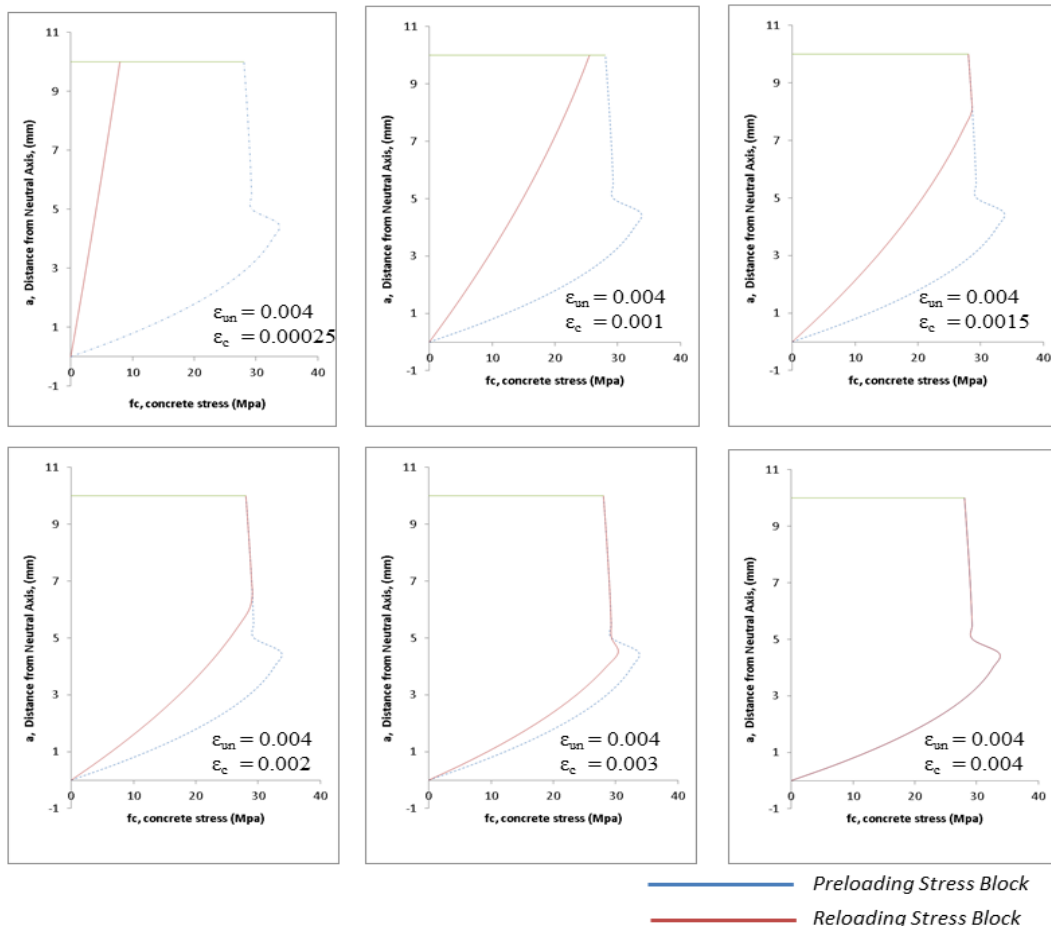 11
9
7
5
3
1
-1
a, Distance from Neutral Axis, (mm)
0 10 20 30 40
fc, concrete stress (Mpa)
εun = 0.004
εc = 0.00025
11
9
7
5
3
1
-1
a, Distance from Neutral Axis, (mm)
0 10 20 30 40
fc, concrete stress (Mpa)
εun = 0.004
εc = 0.001
11
9
7
5
3
1
-1
a, Distance from Neutral Axis, (mm)
0 10 20 30 40
fc, concrete stress (Mpa)
εun = 0.004
εc = 0.0015
11
9
7
5
3
1
-1
a, Distance from Neutral Axis, (mm)
0 10 20 30 40
fc, concrete stress (Mpa)
εun = 0.004
εc = 0.002
11
9
7
5
3
1
-1
a, Distance from Neutral Axis, (mm)
0 10 20 30 40
fc, concrete stress (Mpa)
εun = 0.004
εc = 0.003
11
9
7
5
3
1
-1
a, Distance from Neutral Axis, (mm)
0 10 20 30 40
fc, concrete stress (Mpa)
εun = 0.004
εc = 0.004
Preloading Stress Block
Reloading Stress Block